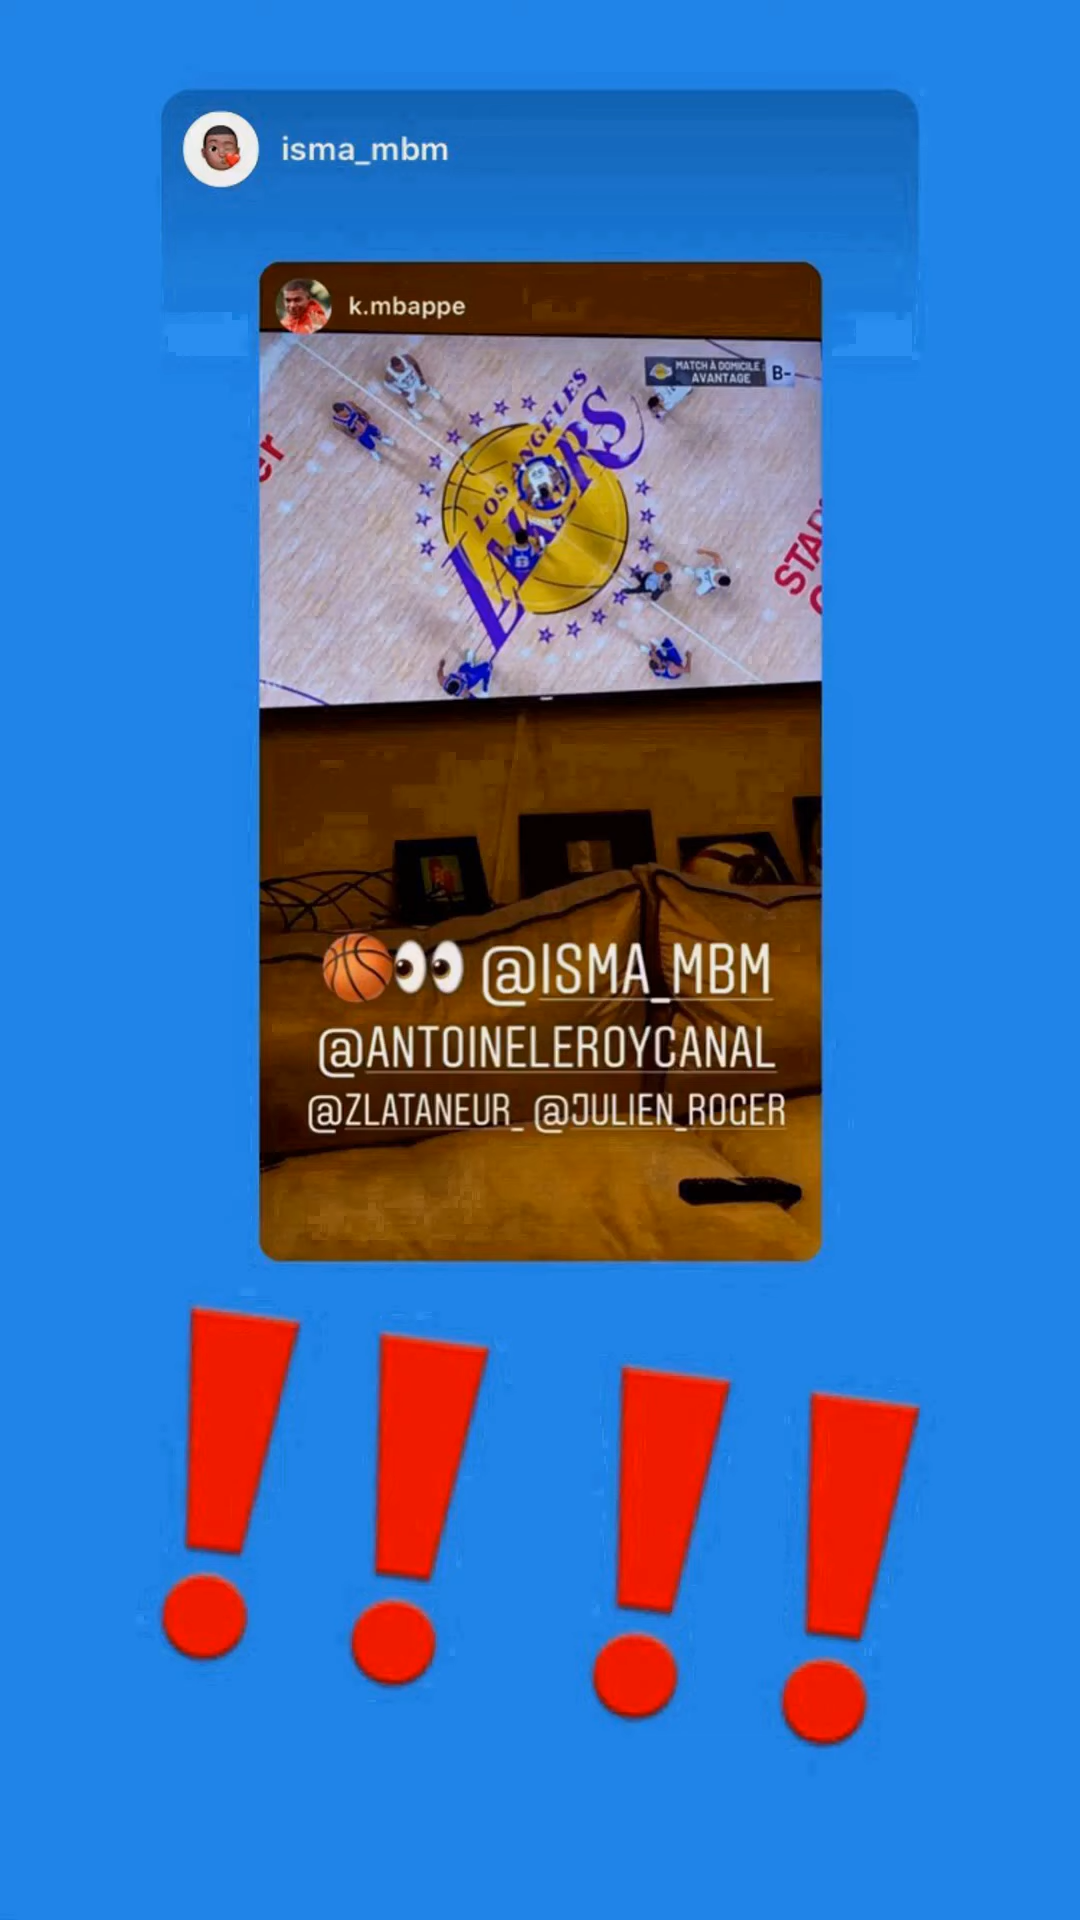 isma_mbm
k.mbappe
MATCH À DOMICILE :
AVANTAGE
B-
LOS ANGELES
LAKERS
@ISMA_MBM
@ANTOINELEROYCANAL
@ZLATANEUR_ @JULIEN_ROGER